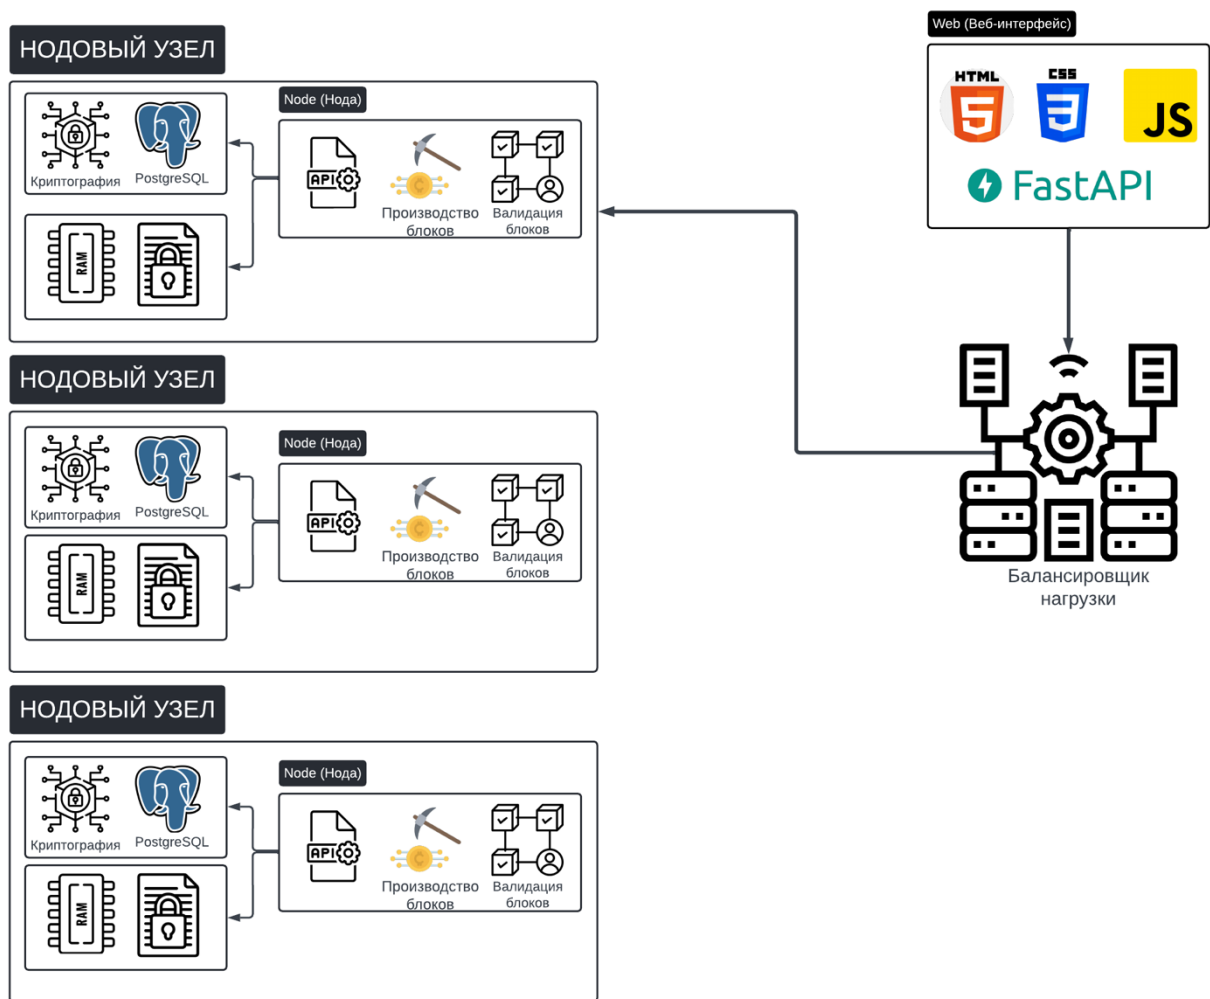 Web (Веб-интерфейс)
HTML
5
CSS
3
JS
FastAPI
Балансировщик
нагрузки
НОДОВЫЙ УЗЕЛ
Криптография
PostgreSQL
RAM
Node (Нода)
API
Производство
блоков
Валидация
блоков
НОДОВЫЙ УЗЕЛ
Криптография
PostgreSQL
RAM
Node (Нода)
API
Производство
блоков
Валидация
блоков
НОДОВЫЙ УЗЕЛ
Криптография
PostgreSQL
RAM
Node (Нода)
API
Производство
блоков
Валидация
блоков